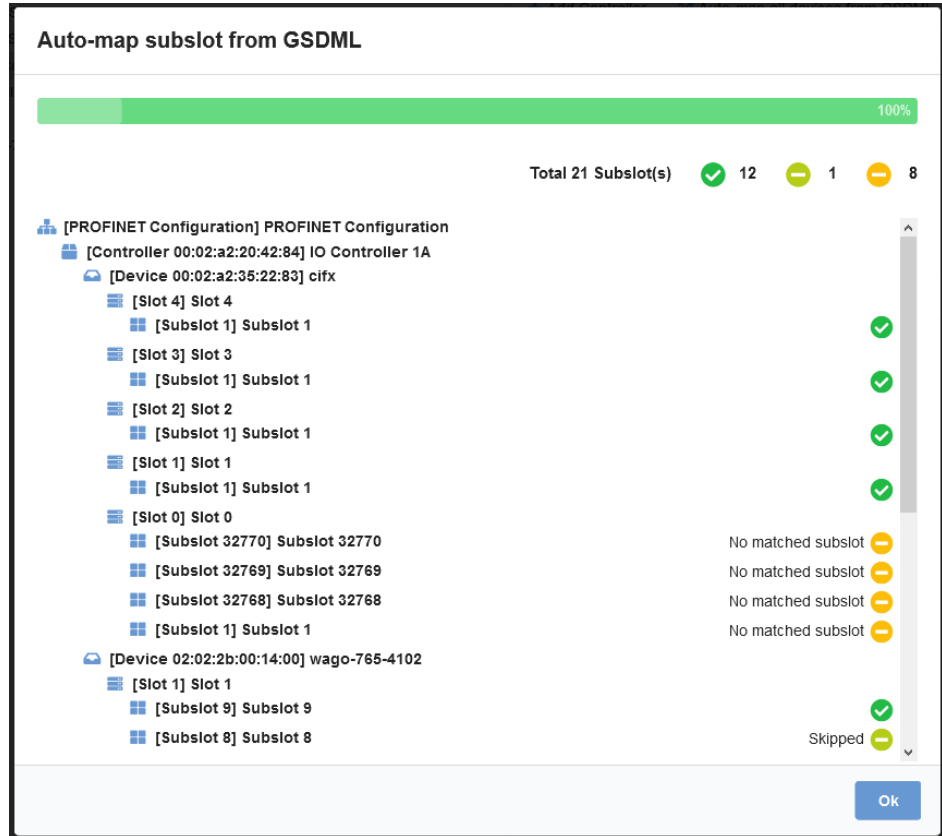 Auto-map subslot from GSDML
100%
Total 21 Subslot(s) 12 1 8
[PROFINET Configuration] PROFINET Configuration
[Controller 00:02:a2:20:42:84] IO Controller 1A
[Device 00:02:a2:35:22:83] cifx
[Slot 4] Slot 4
[Subslot 1] Subslot 1
[Slot 3] Slot 3
[Subslot 1] Subslot 1
[Slot 2] Slot 2
[Subslot 1] Subslot 1
[Slot 1] Slot 1
[Subslot 1] Subslot 1
[Slot 0] Slot 0
[Subslot 32770] Subslot 32770 No matched subslot
[Subslot 32769] Subslot 32769 No matched subslot
[Subslot 32768] Subslot 32768 No matched subslot
[Subslot 1] Subslot 1 No matched subslot
[Device 02:02:2b:00:14:00] wago-765-4102
[Slot 1] Slot 1
[Subslot 9] Subslot 9
[Subslot 8] Subslot 8 Skipped
Ok